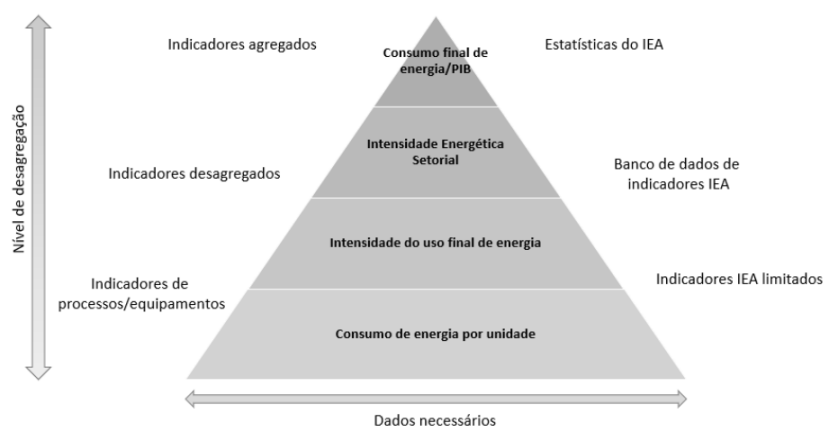 Indicadores agregados
Consumo final de
energia/PIB
Estatísticas do IEA
Intensidade Energética
Setorial
Indicadores desagregados
Banco de dados de
indicadores IEA
Nível de desagregação
Intensidade do uso final de energia
Indicadores de
processos/equipamentos
Indicadores IEA limitados
Consumo de energia por unidade
Dados necessários